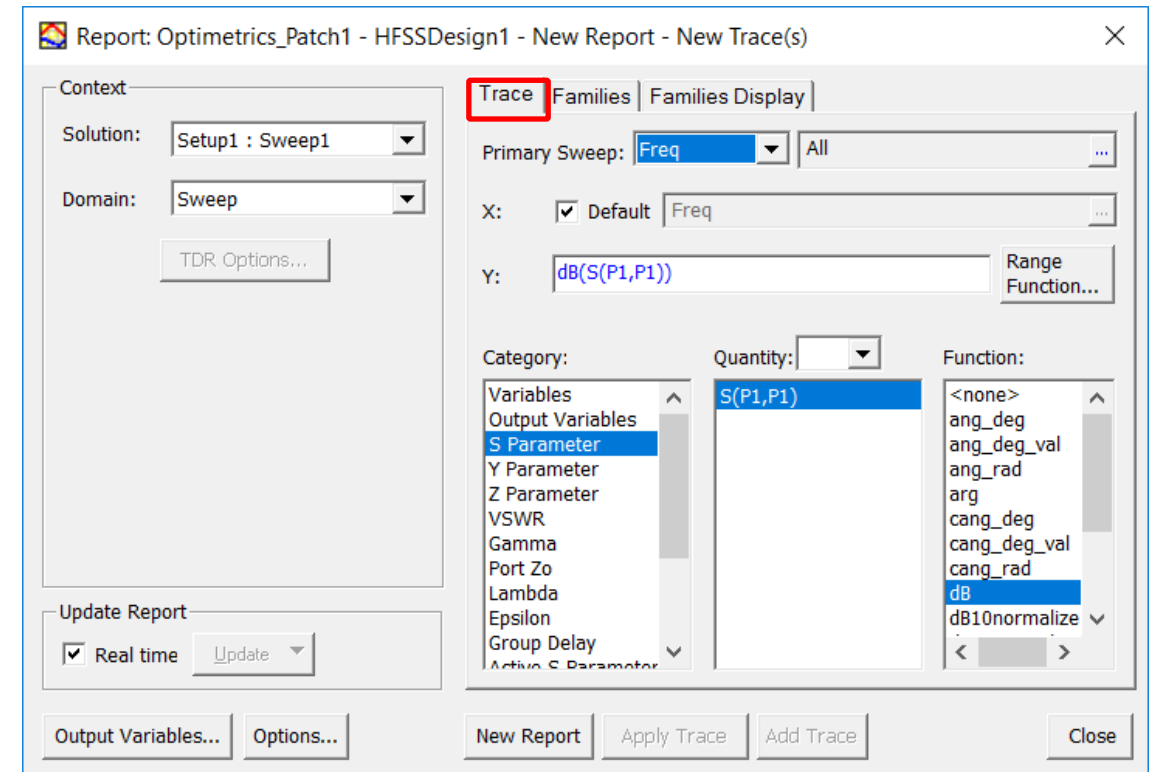 Report: Optimetrics_Patch1 - HFSSDesign1 - New Report - New Trace(s)
Context
Solution: Setup1 : Sweep1
Domain: Sweep
TDR Options...
Update Report
Real time Update
Output Variables... Options...
Trace Families Families Display
Primary Sweep: Freq All ...
X: Default Freq ...
Y: dB(S(P1,P1)) Range
Function...
Category:
Variables
Output Variables
S Parameter
Y Parameter
Z Parameter
VSWR
Gamma
Port Zo
Lambda
Epsilon
Group Delay
Active S Parameter
Quantity:
S(P1,P1)
Function:
<none>
ang_deg
ang_deg_val
ang_rad
arg
cang_deg
cang_deg_val
cang_rad
dB
dB10normalize
New Report Apply Trace Add Trace Close